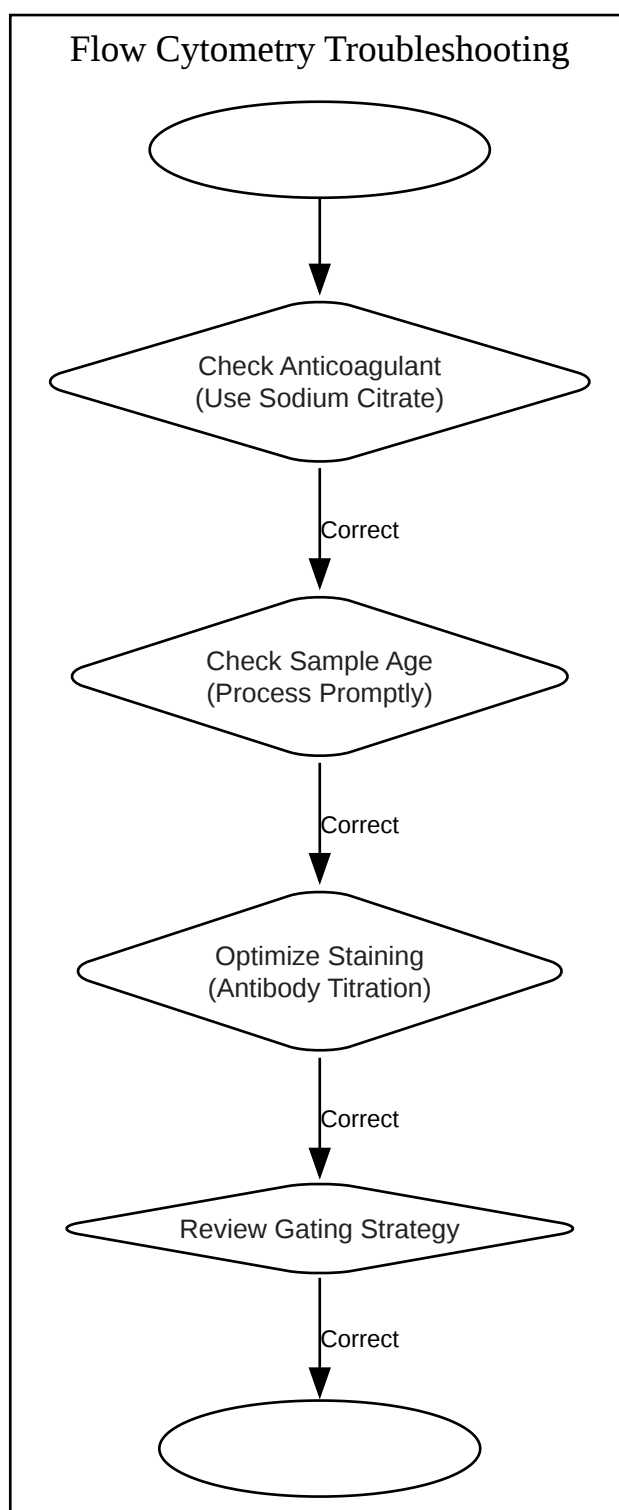 Flow Cytometry Troubleshooting
Check Anticoagulant
(Use Sodium Citrate)
Correct
Check Sample Age
(Process Promptly)
Correct
Optimize Staining
(Antibody Titration)
Correct
Review Gating Strategy
Correct